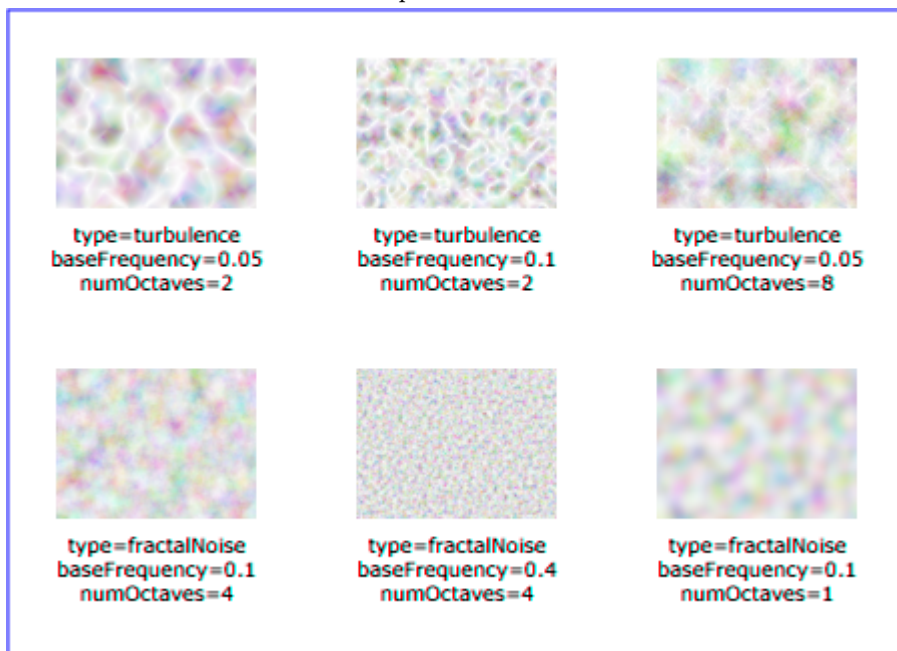 type=turbulence
baseFrequency=0.05
numOctaves=2
type=turbulence
baseFrequency=0.1
numOctaves=2
type=turbulence
baseFrequency=0.05
numOctaves=8
type=fractalNoise
baseFrequency=0.1
numOctaves=4
type=fractalNoise
baseFrequency=0.4
numOctaves=4
type=fractalNoise
baseFrequency=0.1
numOctaves=1